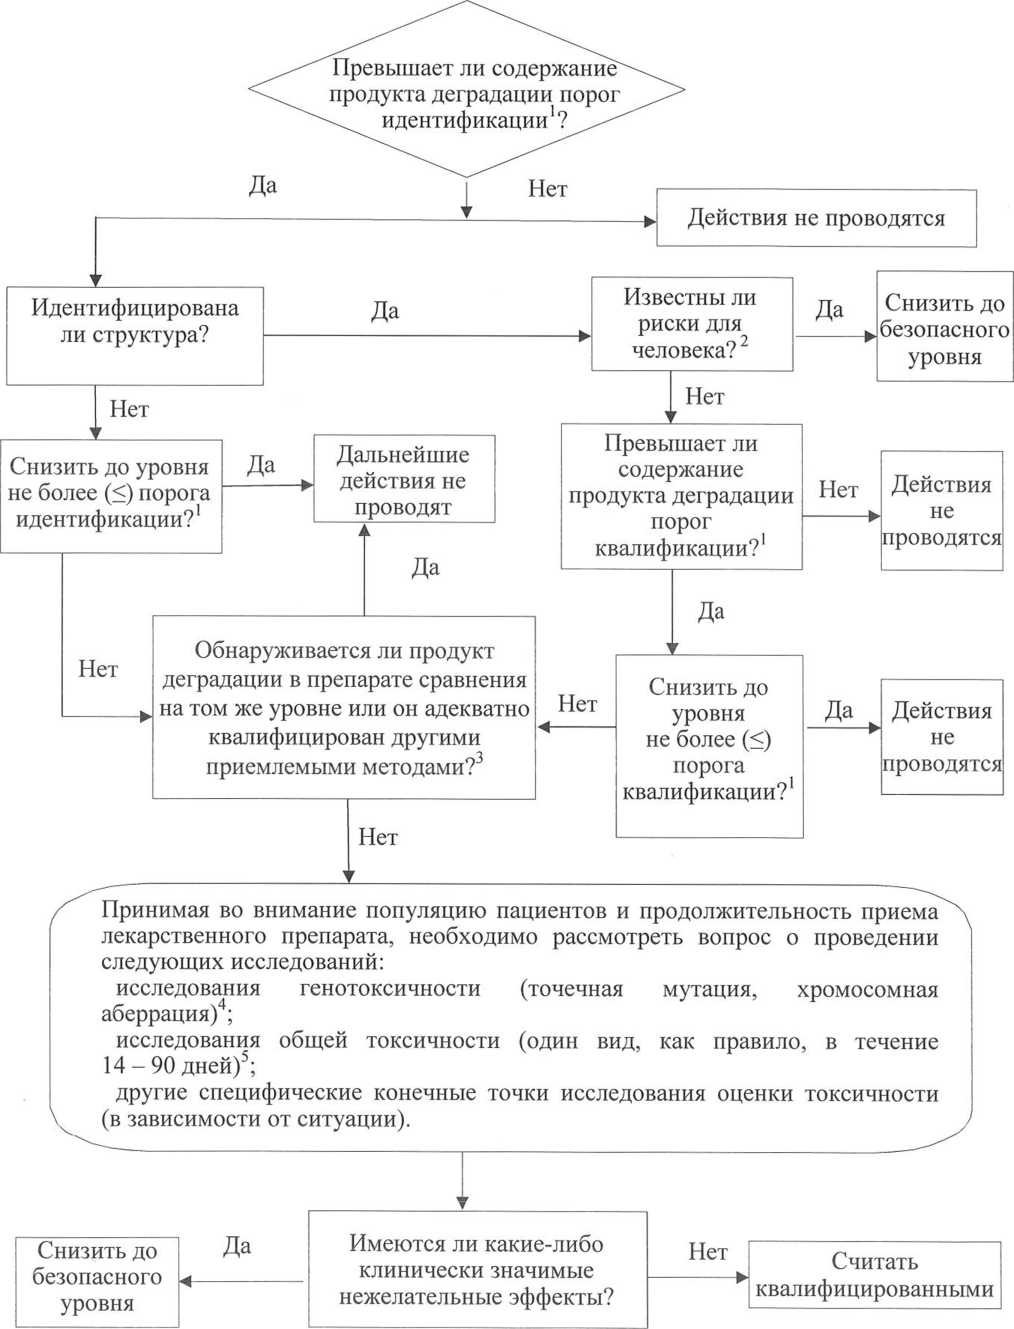 Превышает ли содержание
продукта деградации порог
идентификации¹?
Да
Нет
Действия не проводятся
Идентифицирована
ли структура?
Да
Известны ли
риски для
человека?²
Да
Снизить до
безопасного
уровня
Нет
Нет
Снизить до уровня
не более (≤) порога
идентификации?¹
Да
Дальнейшие
действия не
проводят
Превышает ли
содержание
продукта деградации
порог
квалификации?¹
Нет
Действия
не
проводятся
Да
Да
Нет
Обнаруживается ли продукт
деградации в препарате сравнения
на том же уровне или он адекватно
квалифицирован другими
приемлемыми методами?³
Нет
Снизить до
уровня
не более (≤)
порога
квалификации?¹
Да
Действия
не
проводятся
Нет
Принимая во внимание популяцию пациентов и продолжительность приема
лекарственного препарата, необходимо рассмотреть вопрос о проведении
следующих исследований:
исследования генотоксичности (точечная мутация, хромосомная
аберрация)⁴;
исследования общей токсичности (один вид, как правило, в течение
14 – 90 дней)⁵;
другие специфические конечные точки исследования оценки токсичности
(в зависимости от ситуации).
Снизить до
безопасного
уровня
Да
Имеются ли какие-либо
клинически значимые
нежелательные эффекты?
Нет
Считать
квалифицированными